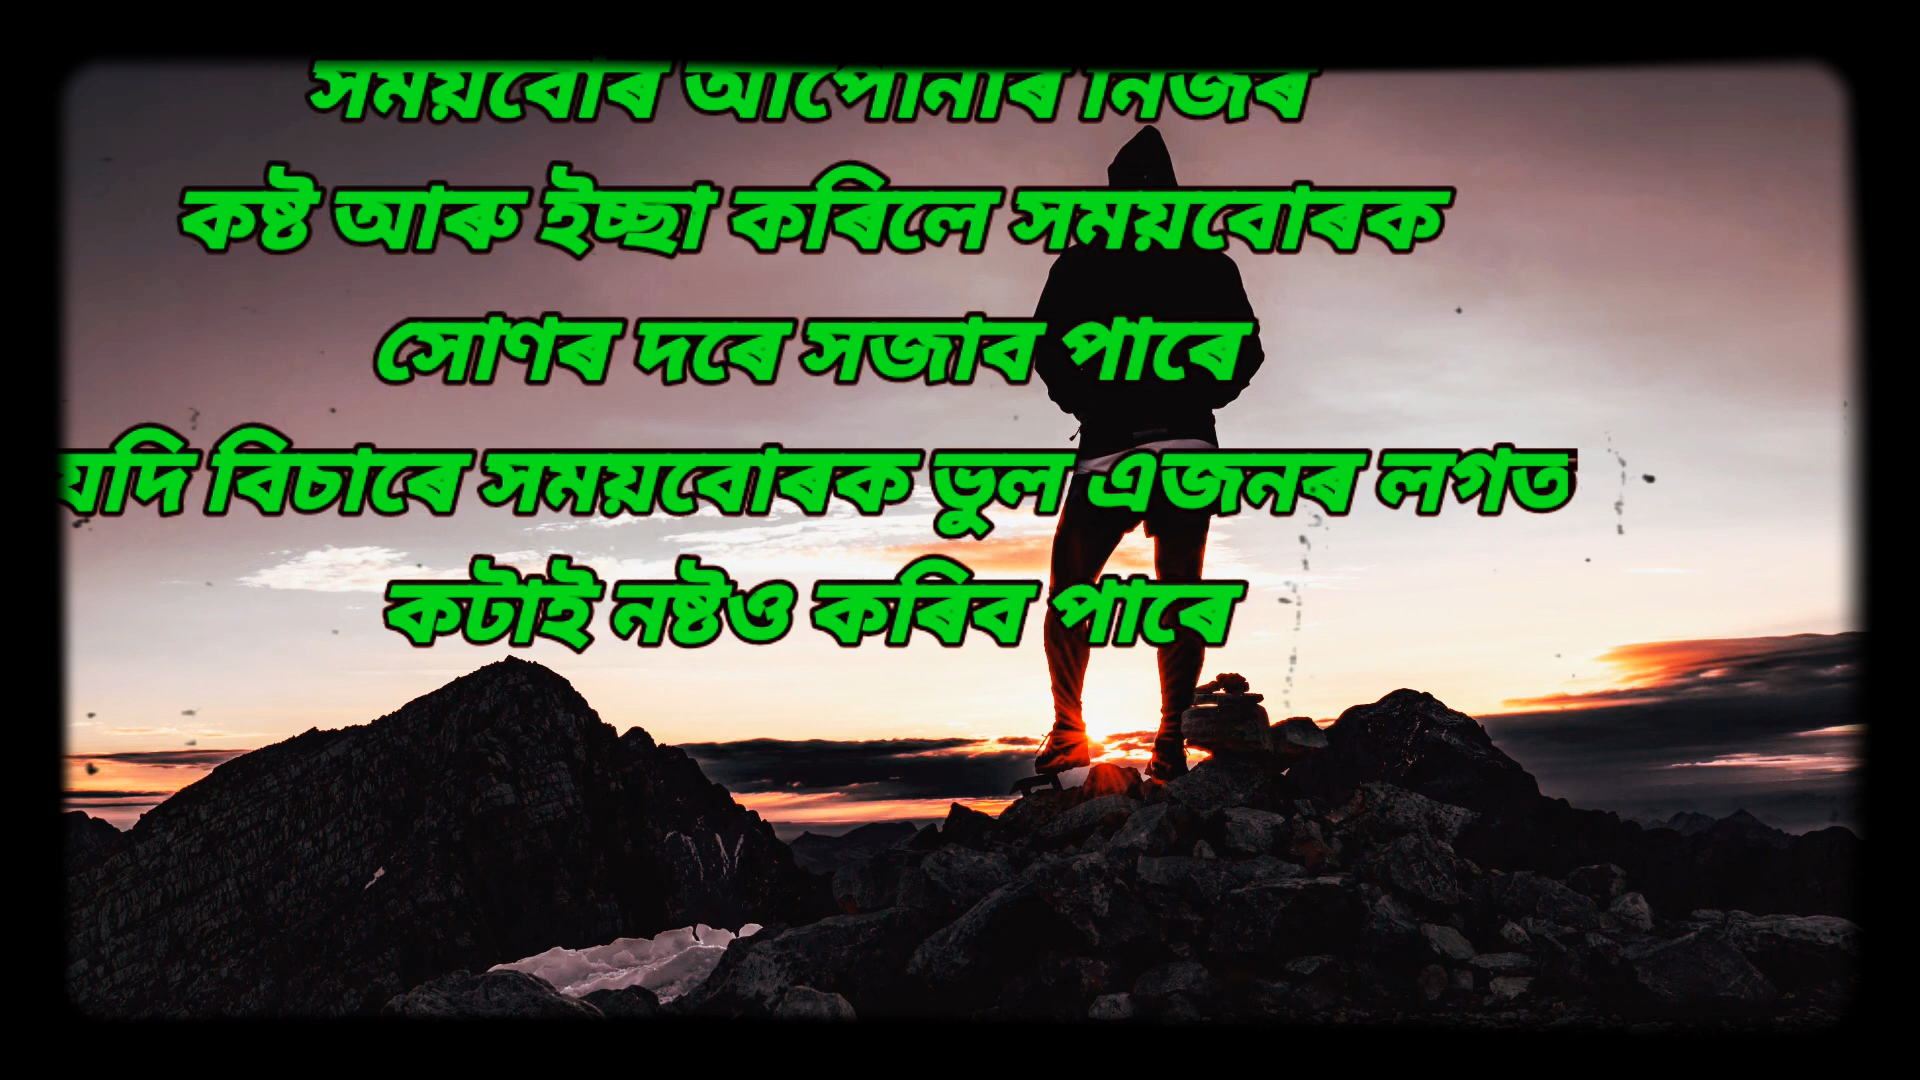 সময়বোৰ আপোনাৰ নিজৰ
কষ্ট আৰু ইচ্ছা কৰিলে সময়বোৰক
সোণৰ দৰে সজাব পাৰে
যদি বিচাৰে সময়বোৰক ভুল এজনৰ লগত
কটাই নষ্টও কৰিব পাৰে